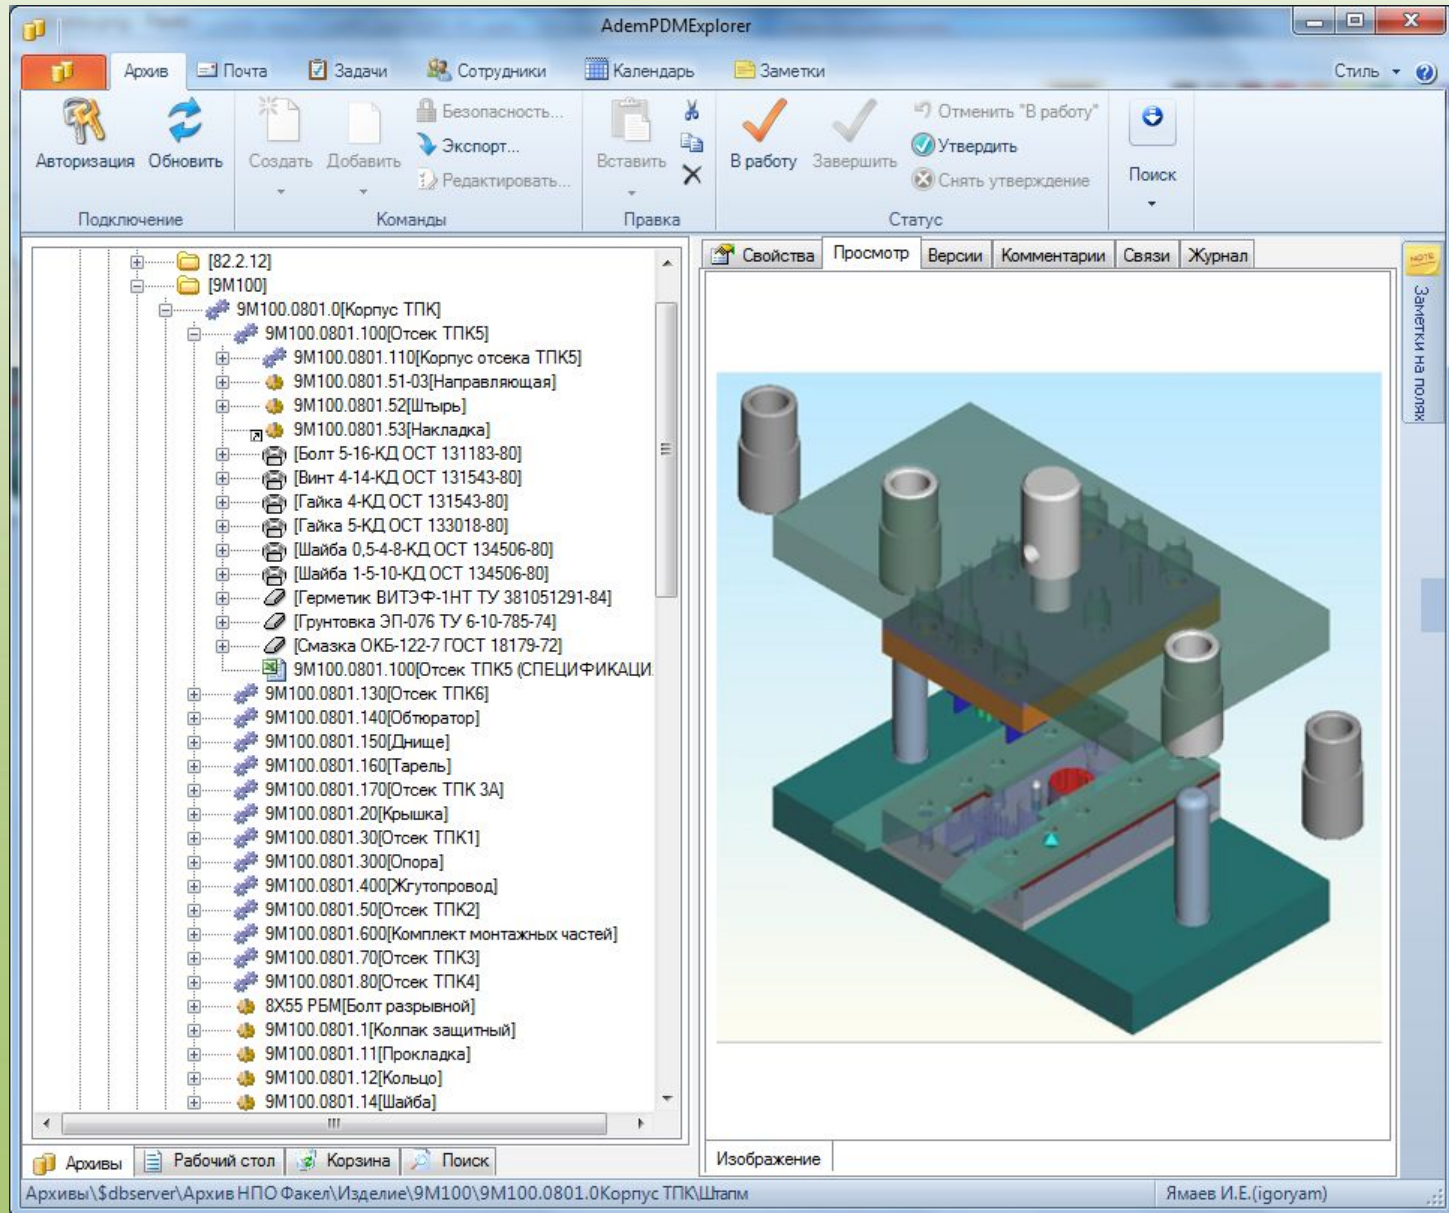 AdemPDMExplorer
Архив Почта Задачи Сотрудники Календарь Заметки Стиль
Авторизация Обновить Создать Добавить Безопасность... Экспорт... Редактировать... Вставить В работу Завершить Отменить "В работу" Утвердить Снять утверждение Поиск
Подключение Команды Правка Статус
Свойства Просмотр Версии Комментарии Связи Журнал
NOTE
Заметки на полях
[82.2.12]
[9М100]
9М100.0801.0[Корпус ТПК]
9М100.0801.100[Отсек ТПК5]
9М100.0801.110[Корпус отсека ТПК5]
9М100.0801.51-03[Направляющая]
9М100.0801.52[Штырь]
9М100.0801.53[Накладка]
[Болт 5-16-КД ОСТ 131183-80]
[Винт 4-14-КД ОСТ 131543-80]
[Гайка 4-КД ОСТ 131543-80]
[Гайка 5-КД ОСТ 133018-80]
[Шайба 0,5-4-8-КД ОСТ 134506-80]
[Шайба 1-5-10-КД ОСТ 134506-80]
[Герметик ВИТЭФ-1НТ ТУ 381051291-84]
[Грунтовка ЭП-076 ТУ 6-10-785-74]
[Смазка ОКБ-122-7 ГОСТ 18179-72]
9М100.0801.100[Отсек ТПК5 (СПЕЦИФИКАЦИ.
9М100.0801.130[Отсек ТПК6]
9М100.0801.140[Обтюратор]
9М100.0801.150[Днище]
9М100.0801.160[Тарель]
9М100.0801.170[Отсек ТПК 3А]
9М100.0801.20[Крышка]
9М100.0801.30[Отсек ТПК1]
9М100.0801.300[Опора]
9М100.0801.400[Жгутопровод]
9М100.0801.50[Отсек ТПК2]
9М100.0801.600[Комплект монтажных частей]
9М100.0801.70[Отсек ТПК3]
9М100.0801.80[Отсек ТПК4]
8Х55 РБМ[Болт разрывной]
9М100.0801.1[Колпак защитный]
9М100.0801.11[Прокладка]
9М100.0801.12[Кольцо]
9М100.0801.14[Шайба]
Архивы Рабочий стол Корзина Поиск
Изображение
Архивы\$dbserver\Архив НПО Факел\Изделие\9М100\9М100.0801.0Корпус ТПК\Штапм Ямаев И.Е.(igoryam)